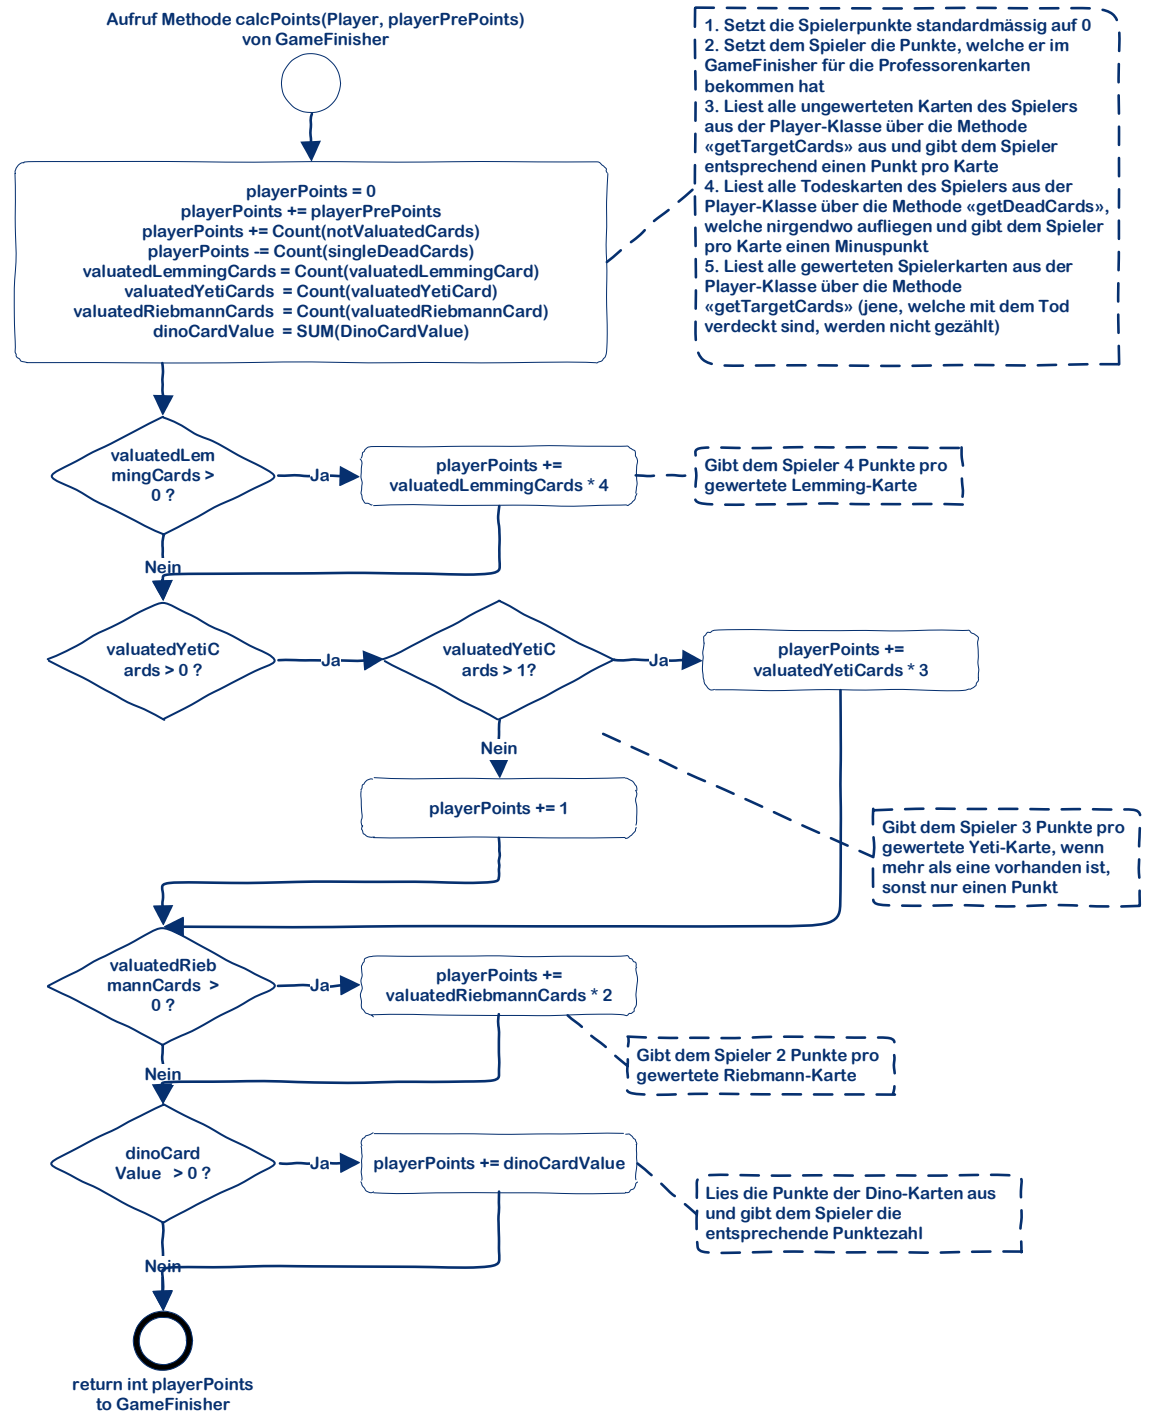 Aufruf Methode calcPoints(Player, playerPrePoints)
von GameFinisher
1. Setzt die Spielerpunkte standardmässig auf 0
2. Setzt dem Spieler die Punkte, welche er im
GameFinisher für die Professorenkarten
bekommen hat
3. Liest alle ungewerteten Karten des Spielers
aus der Player-Klasse über die Methode
«getTargetCards» aus und gibt dem Spieler
entsprechend einen Punkt pro Karte
4. Liest alle Todeskarten des Spielers aus der
Player-Klasse über die Methode «getDeadCards»,
welche nirgendwo aufliegen und gibt dem Spieler
pro Karte einen Minuspunkt
5. Liest alle gewerteten Spielerkarten aus der
Player-Klasse über die Methode
«getTargetCards» (jene, welche mit dem Tod
verdeckt sind, werden nicht gezählt)
playerPoints = 0
playerPoints += playerPrePoints
playerPoints += Count(notValuatedCards)
playerPoints -= Count(singleDeadCards)
valuatedLemmingCards = Count(valuatedLemmingCard)
valuatedYetiCards = Count(valuatedYetiCard)
valuatedRiebmannCards = Count(valuatedRiebmannCard)
dinoCardValue = SUM(DinoCardValue)
valuatedLem
mingCards >
0 ?
Ja
playerPoints +=
valuatedLemmingCards * 4
Gibt dem Spieler 4 Punkte pro
gewertete Lemming-Karte
Nein
valuatedYetiC
ards > 0 ?
Ja
valuatedYetiC
ards > 1?
Ja
playerPoints +=
valuatedYetiCards * 3
Nein
playerPoints += 1
Gibt dem Spieler 3 Punkte pro
gewertete Yeti-Karte, wenn
mehr als eine vorhanden ist,
sonst nur einen Punkt
valuatedRieb
mannCards >
0 ?
Ja
playerPoints +=
valuatedRiebmannCards * 2
Gibt dem Spieler 2 Punkte pro
gewertete Riebmann-Karte
Nein
dinoCard
Value > 0 ?
Ja
playerPoints += dinoCardValue
Lies die Punkte der Dino-Karten aus
und gibt dem Spieler die
entsprechende Punktezahl
Nein
return int playerPoints
to GameFinisher